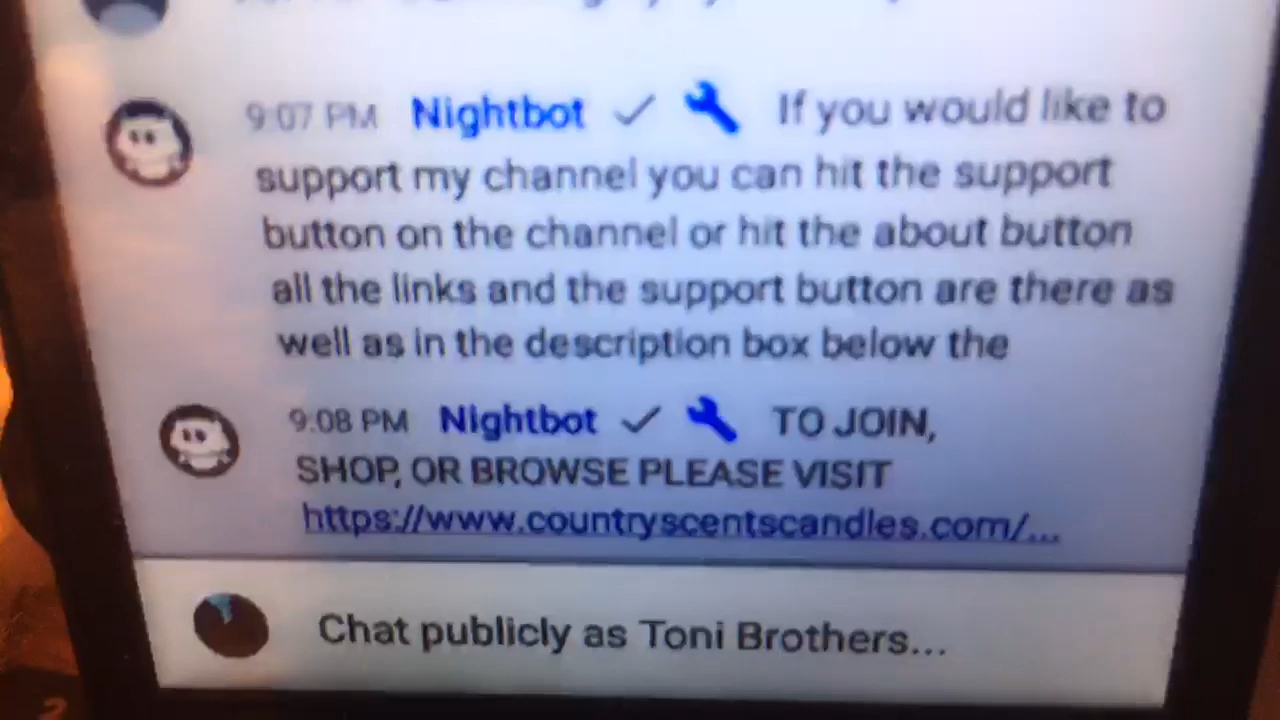 9:07 PM Nightbot If you would like to
support my channel you can hit the support
button on the channel or hit the about button
all the links and the support button are there as
well as in the description box below the
9:08 PM Nightbot TO JOIN,
SHOP, OR BROWSE PLEASE VISIT
https://www.countryscentscandles.com/...
Chat publicly as Toni Brothers...